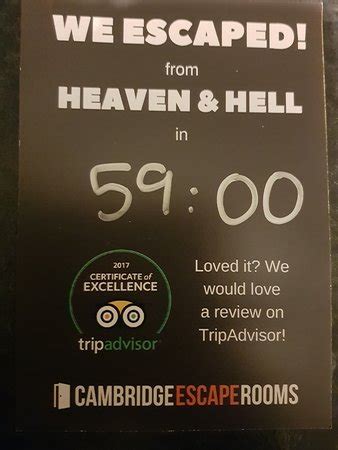 WE ESCAPED!
from
HEAVEN & HELL
in
59:00
2017
CERTIFICATE of
EXCELLENCE
tripadvisor
Loved it? We
would love
a review on
TripAdvisor!
CAMBRIDGEESCAPEROOMS